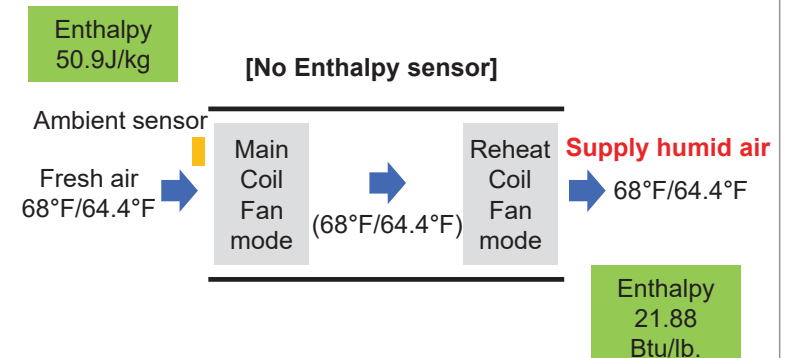 Enthalpy
50.9J/kg
[No Enthalpy sensor]
Ambient sensor
Fresh air
68°F/64.4°F
Main
Coil
Fan
mode
(68°F/64.4°F)
Reheat
Coil
Fan
mode
Supply humid air
68°F/64.4°F
Enthalpy
21.88
Btu/lb.